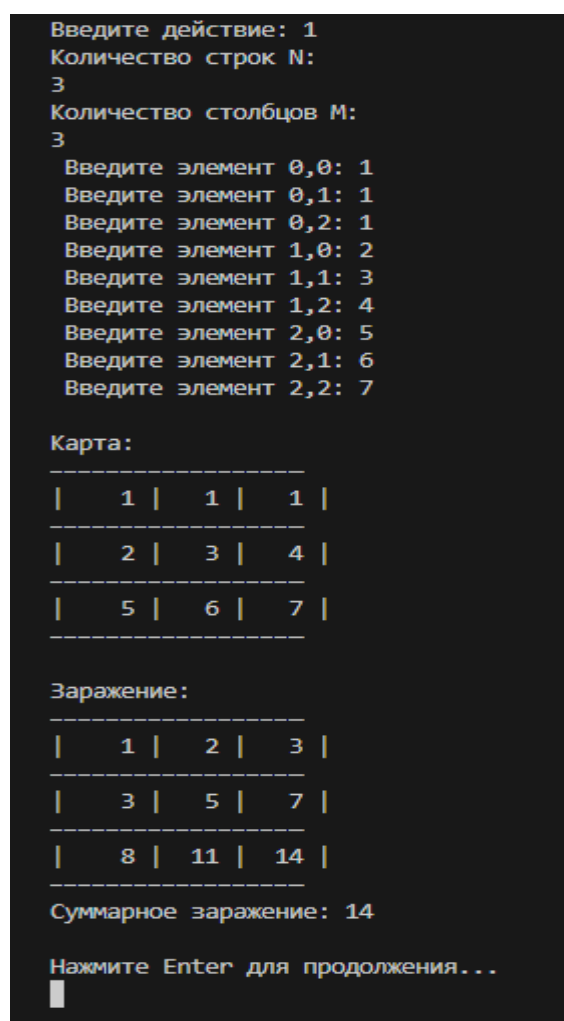 Введите действие: 1
Количество строк N:
3
Количество столбцов M:
3
Введите элемент 0,0: 1
Введите элемент 0,1: 1
Введите элемент 0,2: 1
Введите элемент 1,0: 2
Введите элемент 1,1: 3
Введите элемент 1,2: 4
Введите элемент 2,0: 5
Введите элемент 2,1: 6
Введите элемент 2,2: 7
Карта:
------------------
|    1 |   1 |   1 |
------------------
|    2 |   3 |   4 |
------------------
|    5 |   6 |   7 |
------------------
Заражение:
------------------
|    1 |   2 |   3 |
------------------
|    3 |   5 |   7 |
------------------
|    8 |  11 |  14 |
------------------
Суммарное заражение: 14
Нажмите Enter для продолжения...